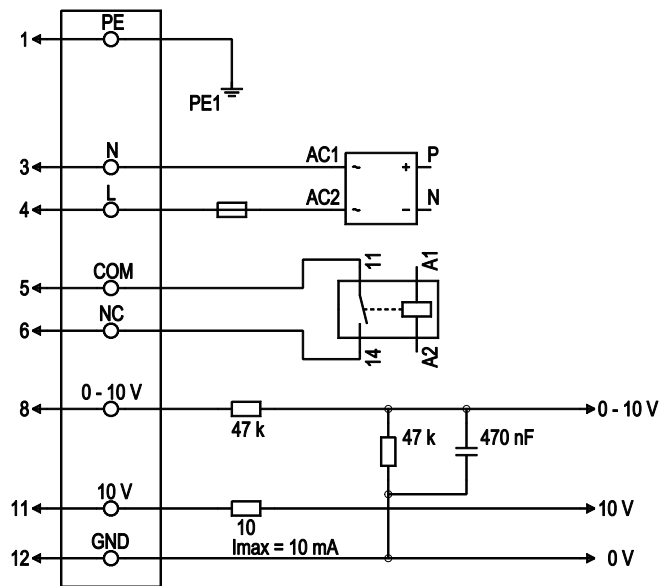 PE
1
PE1
N
AC1
P
3
~
+
L
AC2
N
4
~
-
COM
11
A1
5
NC
6
14
A2
0 - 10 V
8
0 - 10 V
47 k
47 k
470 nF
10 V
11
10 V
10
Imax = 10 mA
GND
12
0 V